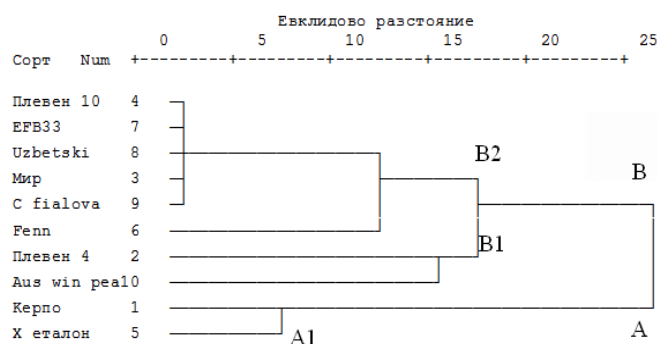 Евклидово разстояние
0 5 10 15 20 25
Сорт Num +---------+---------+---------+---------+---------+
Плевен 10 4
EFB33 7
Uzbetski 8
B2
Мир 3
B
C fialova 9
Fenn 6
B1
Плевен 4 2
Aus win pea10
Керпо 1
A
Х еталон 5
A1